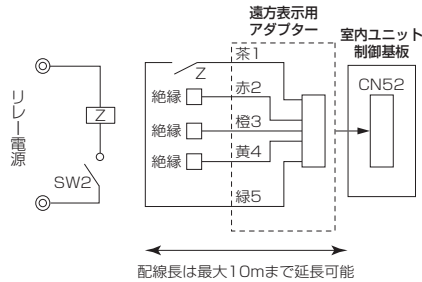 遠方表示用
アダプター
室内ユニット
制御基板
茶1
Z
CN52
赤2
絶縁
リレー電源
Z
橙3
絶縁
黄4
絶縁
SW2
緑5
配線長は最大10mまで延長可能